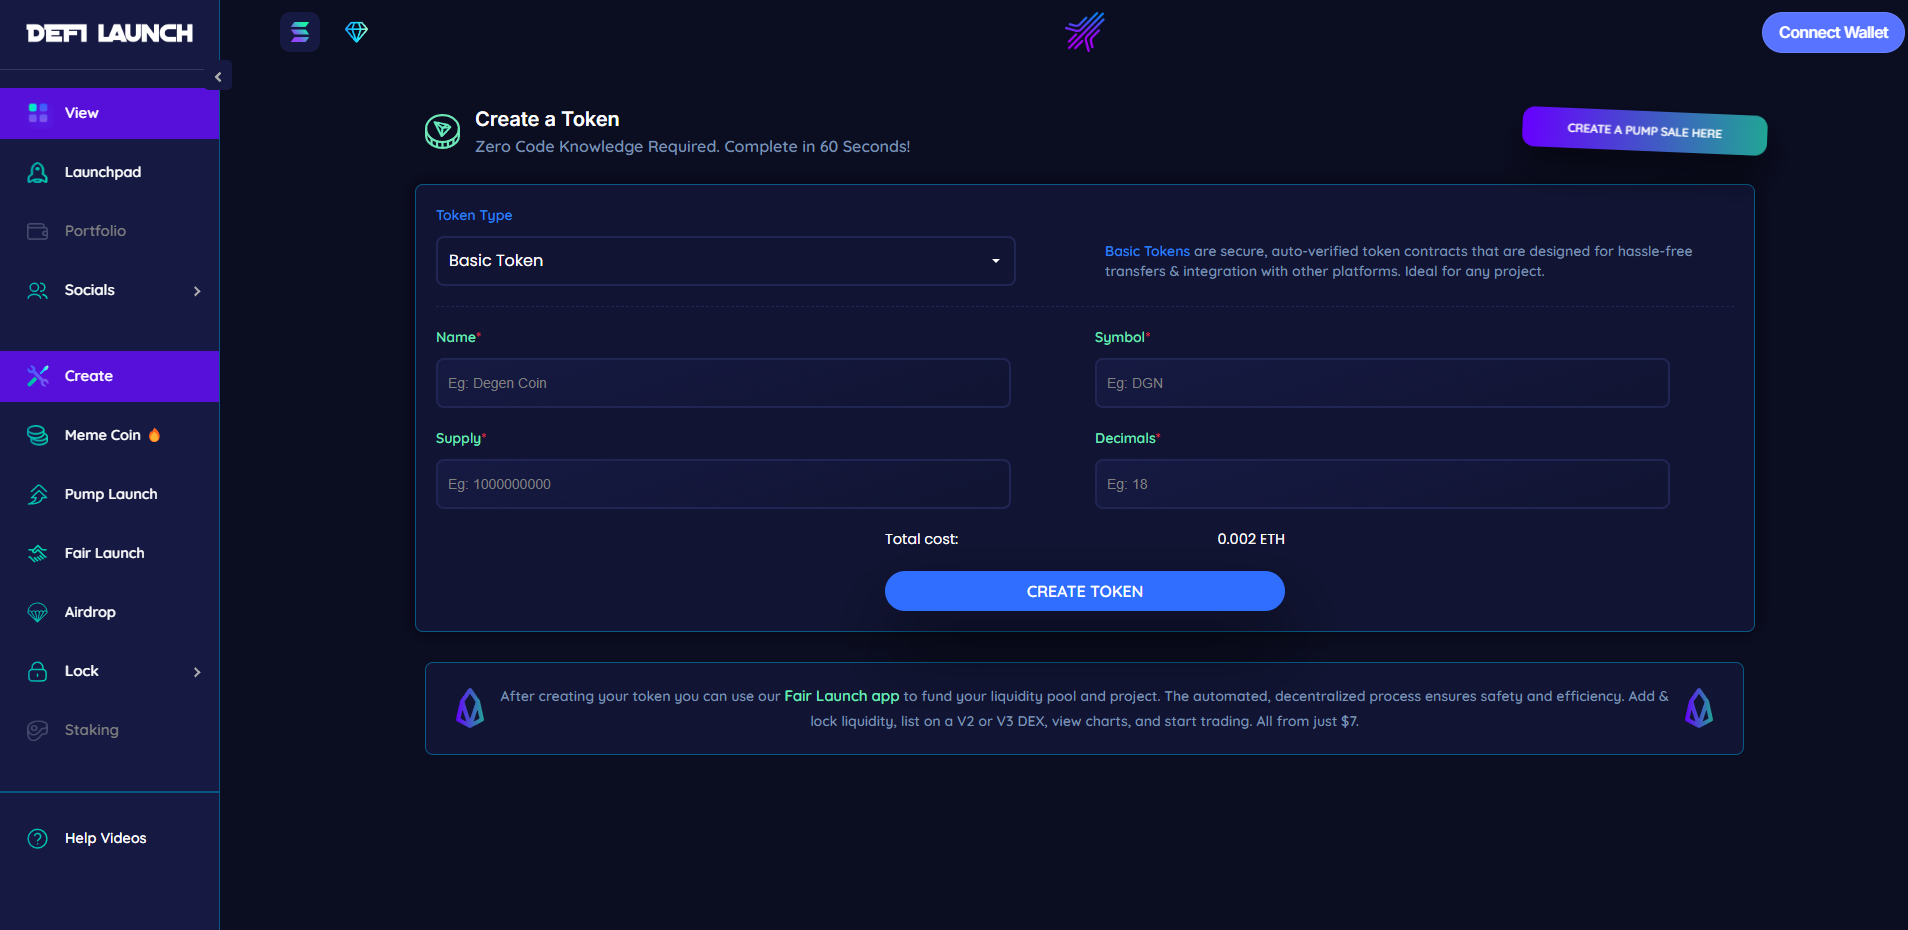 DEFI LAUNCH
Connect Wallet
View
Launchpad
Portfolio
Socials
Create
Meme Coin
Pump Launch
Fair Launch
Airdrop
Lock
Staking
Help Videos
Create a Token
Zero Code Knowledge Required. Complete in 60 Seconds!
CREATE A PUMP SALE HERE
Token Type
Basic Token
Basic Tokens are secure, auto-verified token contracts that are designed for hassle-free
transfers & integration with other platforms. Ideal for any project.
Name*
Symbol*
Eg: Degen Coin
Eg: DGN
Supply*
Decimals*
Eg: 1000000000
Eg: 18
Total cost: 0.002 ETH
CREATE TOKEN
After creating your token you can use our Fair Launch app to fund your liquidity pool and project. The automated, decentralized process ensures safety and efficiency. Add &
lock liquidity, list on a V2 or V3 DEX, view charts, and start trading. All from just $7.